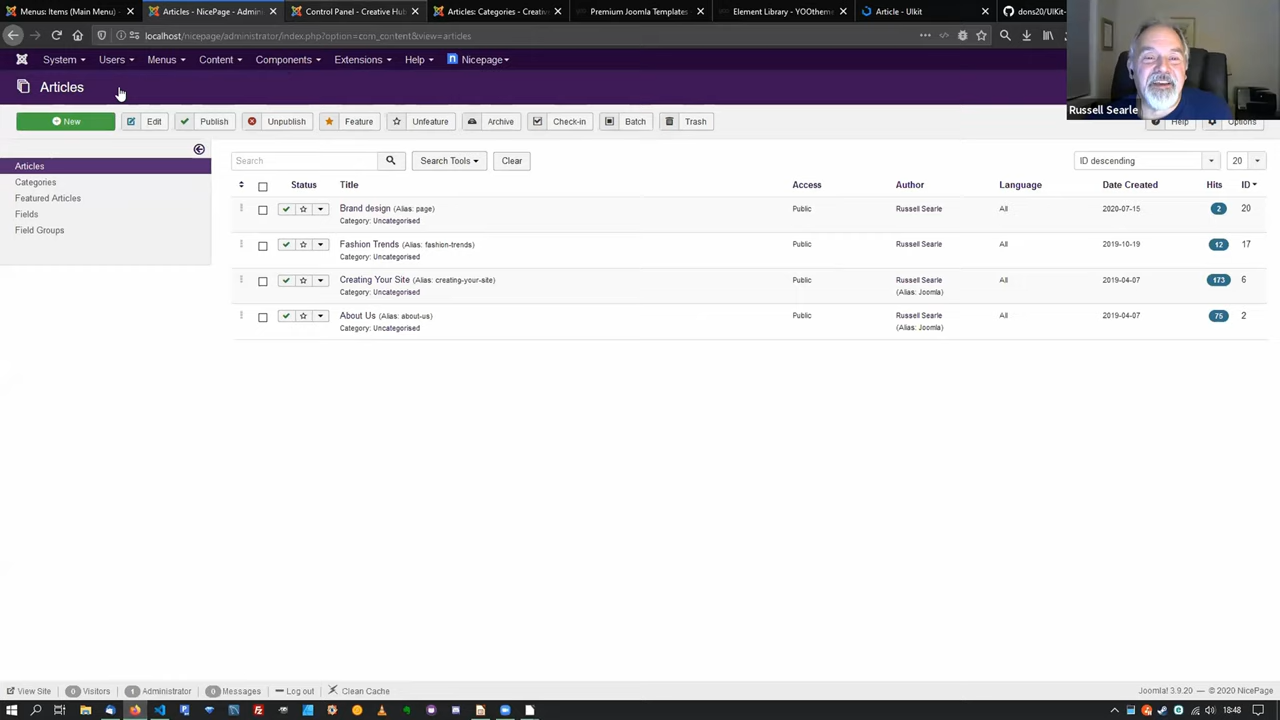 Menus: Items (Main Menu) -
Articles - NicePage - Admin
Control Panel - Creative Hub
Articles: Categories - Creativ
Premium Joomla Templates
Element Library - YOOthem
Article - UIkit
dons20/UIKit-
localhost/nicepage/administrator/index.php?option=com_content&view=articles
System Users Menus Content Components Extensions Help Nicepage
Articles
Russell Searle
New Edit Publish Unpublish Feature Unfeature Archive Check-in Batch Trash Help Options
Articles
Categories
Featured Articles
Fields
Field Groups
Search Search Tools Clear ID descending 20
Status Title Access Author Language Date Created Hits ID
Brand design (Alias: page) Public Russell Searle All 2020-07-15 2 20
Category: Uncategorised
Fashion Trends (Alias: fashion-trends) Public Russell Searle All 2019-10-19 12 17
Category: Uncategorised
Creating Your Site (Alias: creating-your-site) Public Russell Searle All 2019-04-07 173 6
Category: Uncategorised (Alias: Joomla)
About Us (Alias: about-us) Public Russell Searle All 2019-04-07 75 2
Category: Uncategorised (Alias: Joomla)
View Site 0 Visitors 1 Administrator 0 Messages Log out Clean Cache Joomla! 3.9.20 — © 2020 NicePage
18:48